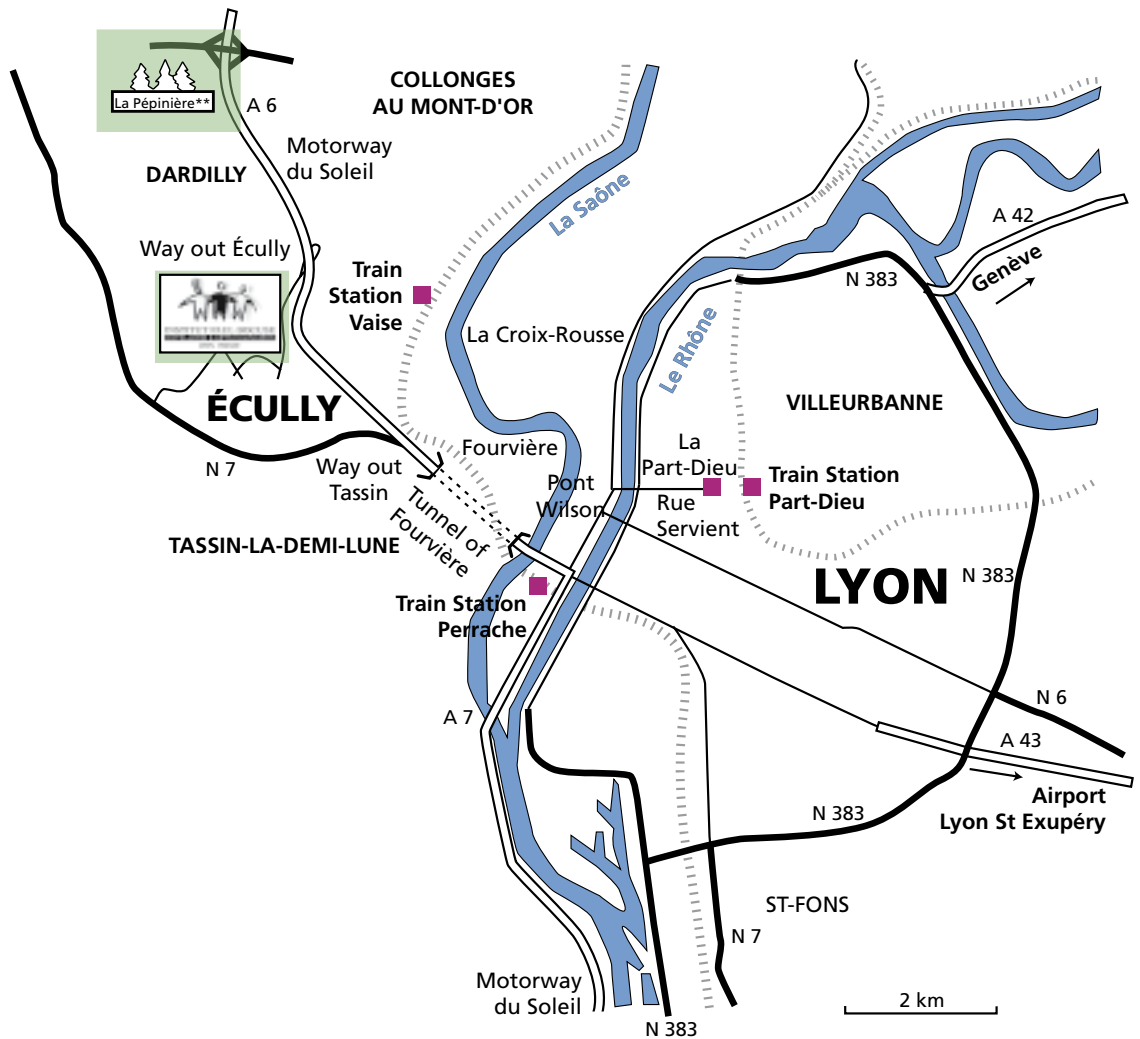 COLLONGES
AU MONT-D'OR
La Pépinière**
A 6
Motorway
du Soleil
DARDILLY
La Saône
A 42
Way out Écully
Genève
Train
Station
Vaise
N 383
La Croix-Rousse
Le Rhône
ÉCULLY
VILLEURBANNE
N 7
Fourvière
La
Part-Dieu
Way out
Tassin
Pont
Wilson
Rue
Servient
Train Station
Part-Dieu
Tunnel of
Fourvière
TASSIN-LA-DEMI-LUNE
LYON
N 383
Train Station
Perrache
N 6
A 7
A 43
Airport
Lyon St Exupéry
N 383
ST-FONS
N 7
Motorway
du Soleil
2 km
N 383